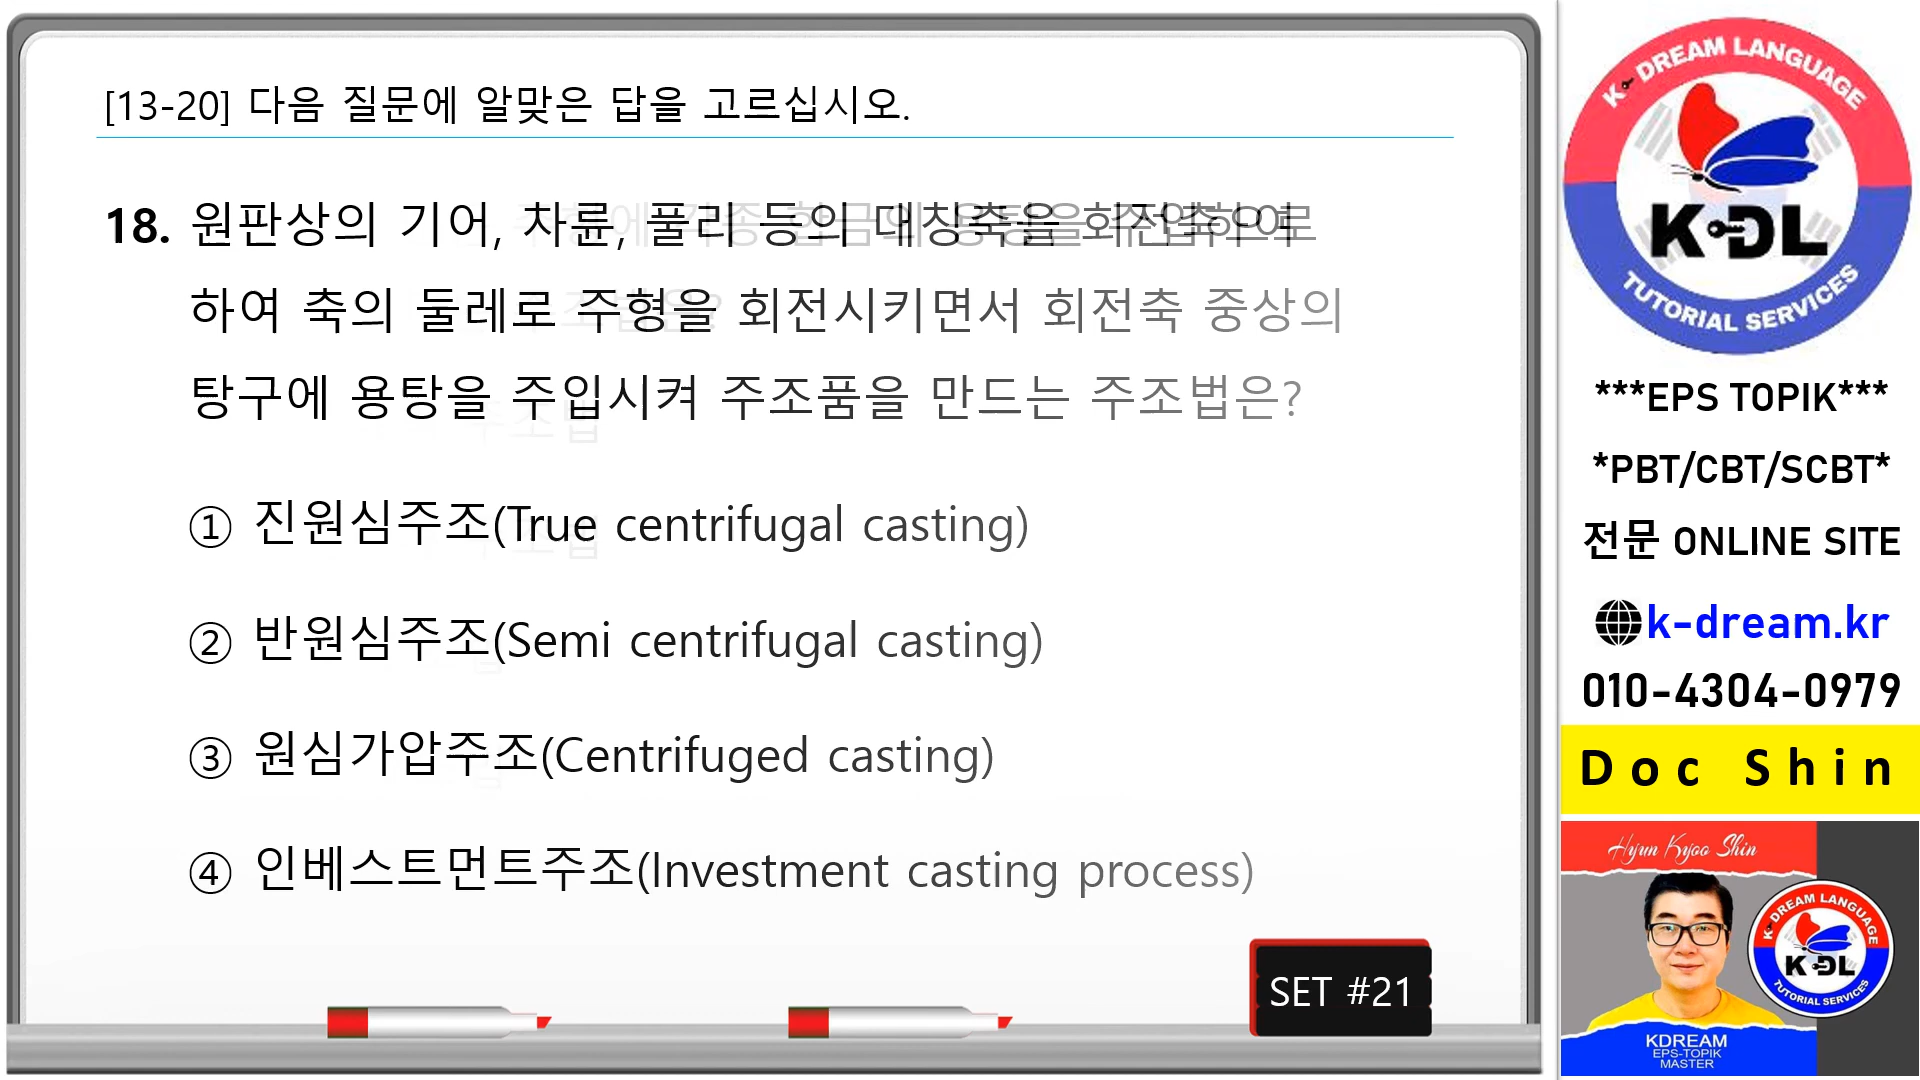 [13-20] 다음 질문에 알맞은 답을 고르십시오.
18. 원판상의 기어, 차륜, 풀리 등의 대칭축을 회전축으로
하여 축의 둘레로 주형을 회전시키면서 회전축 중상의
탕구에 용탕을 주입시켜 주조품을 만드는 주조법은?
① 진원심주조(True centrifugal casting)
② 반원심주조(Semi centrifugal casting)
③ 원심가압주조(Centrifuged casting)
④ 인베스트먼트주조(Investment casting process)
SET #21
K DREAM LANGUAGE
K DL
TUTORIAL SERVICES
***EPS TOPIK***
*PBT/CBT/SCBT*
전문 ONLINE SITE
k-dream.kr
010-4304-0979
Doc Shin
Hyun Kyoo Shin
K DREAM LANGUAGE
K DL
TUTORIAL SERVICES
KDREAM
EPS-TOPIK
MASTER